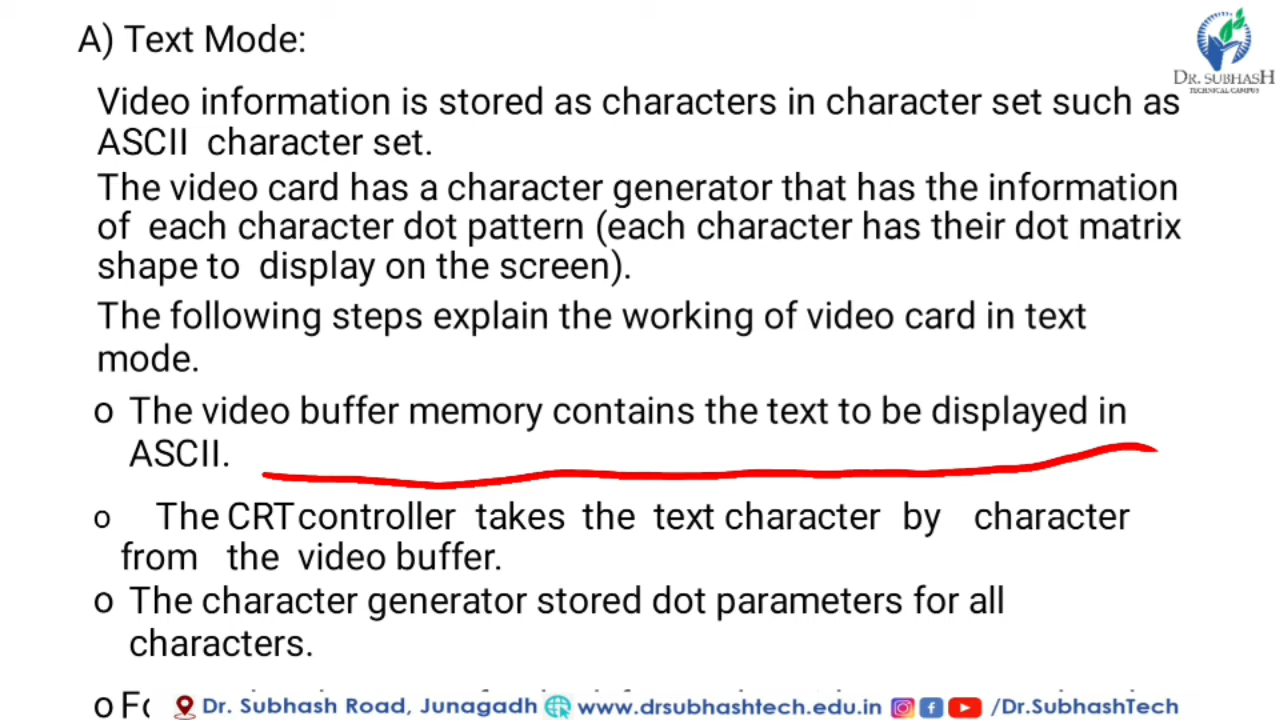 A) Text Mode:
DR. SUBHASH
TECHNICAL CAMPUS
Video information is stored as characters in character set such as
ASCII character set.
The video card has a character generator that has the information
of each character dot pattern (each character has their dot matrix
shape to display on the screen).
The following steps explain the working of video card in text
mode.
o The video buffer memory contains the text to be displayed in
ASCII.
o The CRT controller takes the text character by character
from the video buffer.
o The character generator stored dot parameters for all
characters.
o
Dr. Subhash Road, Junagadh www.drsubhashtech.edu.in /Dr.SubhashTech